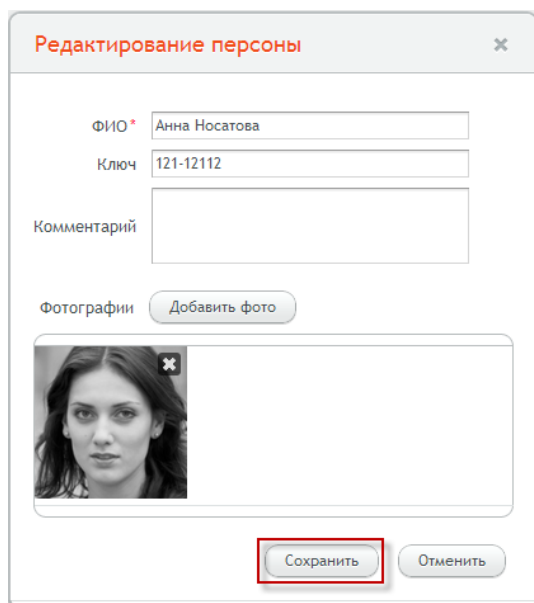 Редактирование персоны
ФИО* Анна Носатова
Ключ 121-12112
Комментарий
Фотографии Добавить фото
Сохранить Отменить